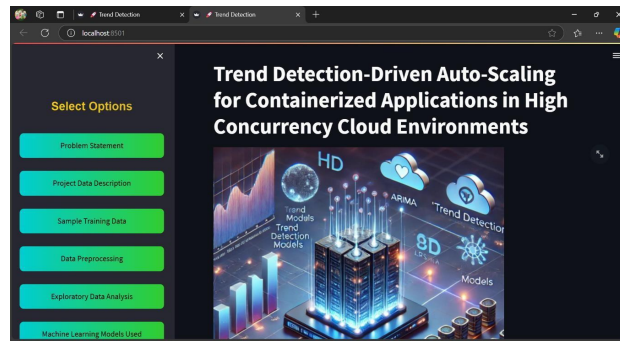 Trend Detection
Trend Detection
localhost:8501
Select Options
Problem Statement
Project Data Description
Sample Training Data
Data Preprocessing
Exploratory Data Analysis
Machine Learning Models Used
Trend Detection-Driven Auto-Scaling
for Containerized Applications in High
Concurrency Cloud Environments
HD
ARIMA
Trend
Models
Trend
Detection
Models
'Trend Detection
8D
Models